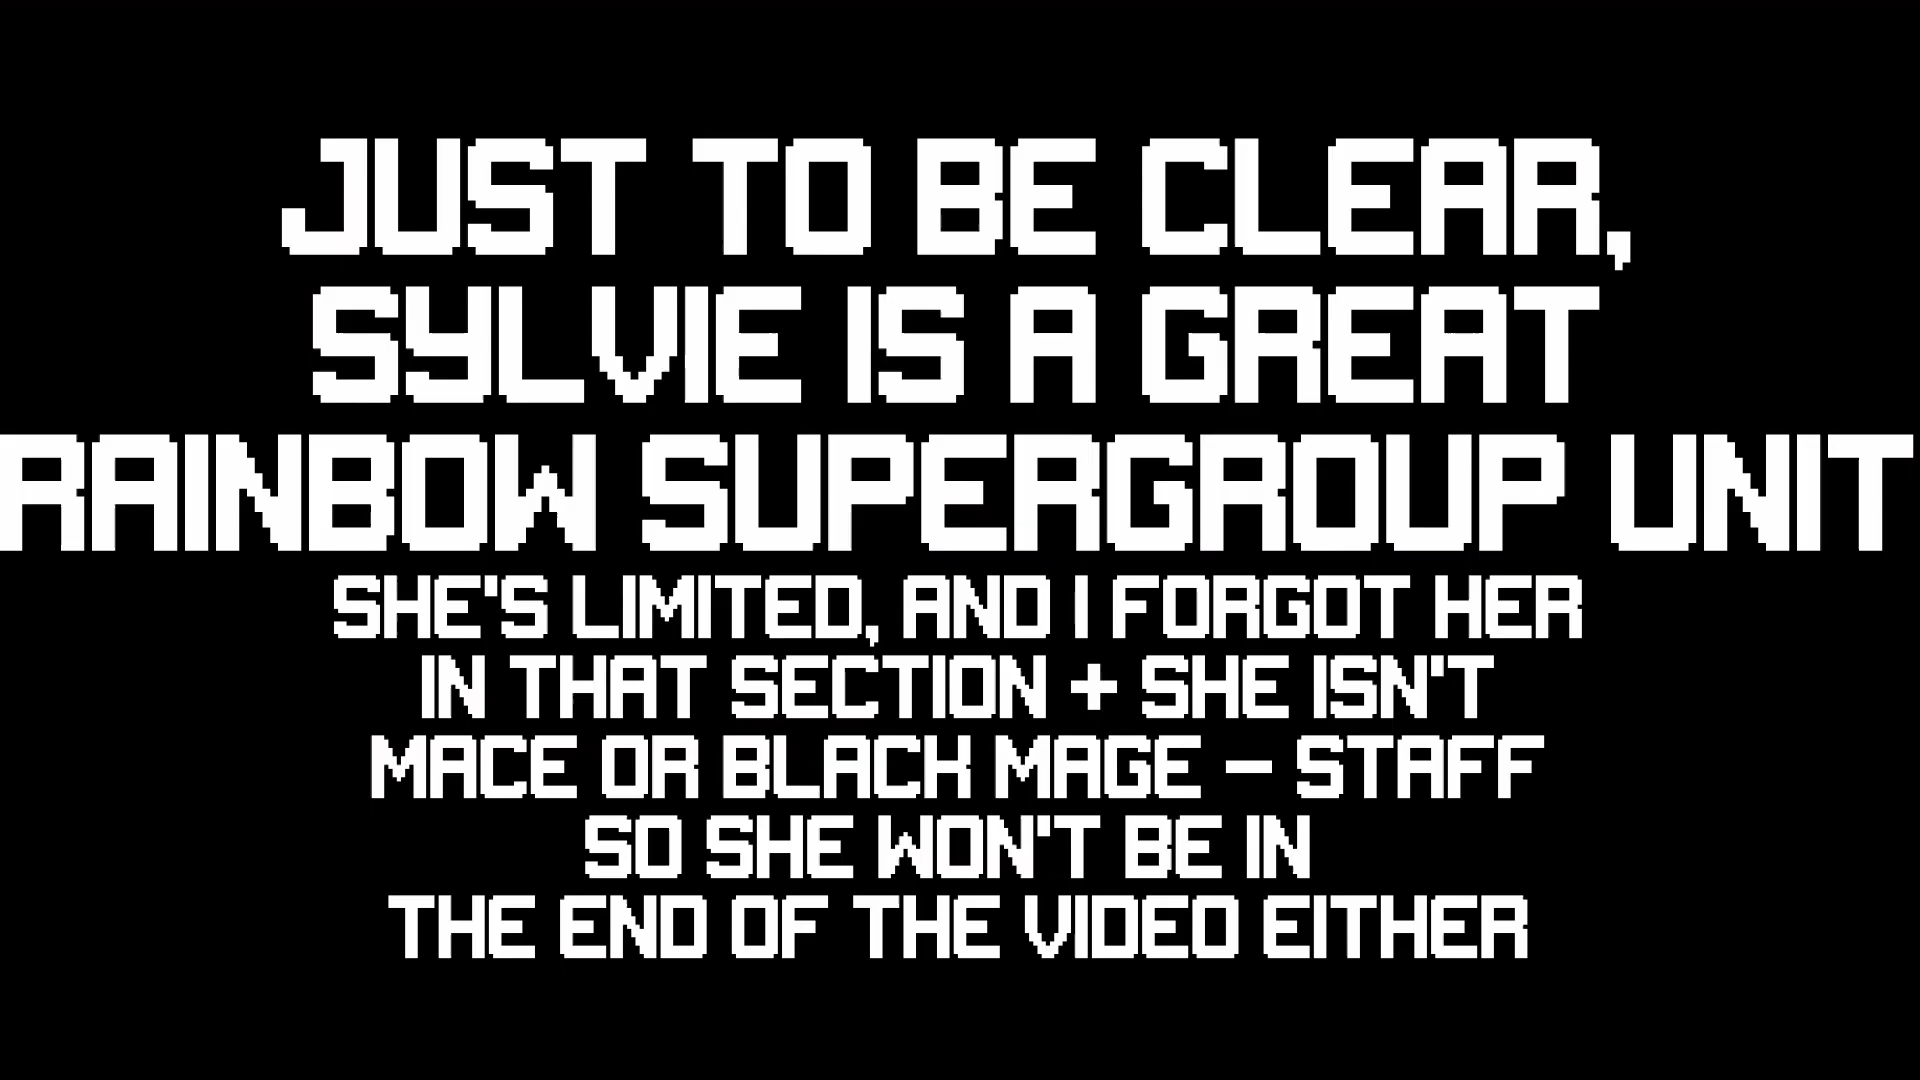 JUST TO BE CLEAR,
SYLVIE IS A GREAT
RAINBOW SUPERGROUP UNIT
SHE'S LIMITED, AND I FORGOT HER
IN THAT SECTION + SHE ISN'T
MACE OR BLACK MAGE - STAFF
SO SHE WON'T BE IN
THE END OF THE VIDEO EITHER